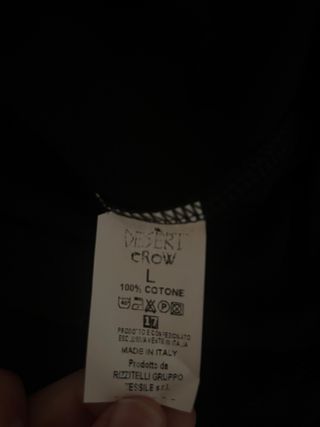 DESERT
CROW
L
100% COTONE
17
PRODOTTO E CONFEZIONATO
ESCLUSIVAMENTE IN ITALIA
MADE IN ITALY
Prodotto da
RIZZITELLI GRUPPO
TESSILE s.r.l.